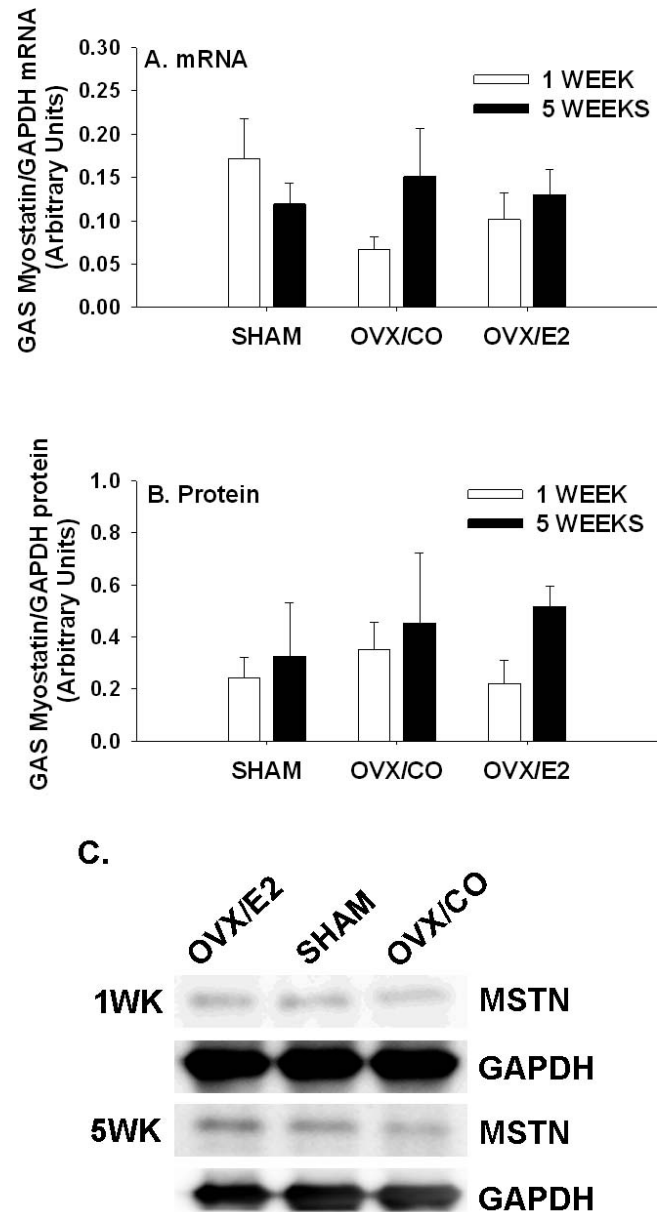 A. mRNA
GAS Myostatin/GAPDH mRNA
(Arbitrary Units)
0.30
0.25
0.20
0.15
0.10
0.05
0.00
1 WEEK
5 WEEKS
SHAM OVX/CO OVX/E2
B. Protein
GAS Myostatin/GAPDH protein
(Arbitrary Units)
1.0
0.8
0.6
0.4
0.2
0.0
1 WEEK
5 WEEKS
SHAM OVX/CO OVX/E2
C.
OVX/E2 SHAM OVX/CO
1WK MSTN
GAPDH
5WK MSTN
GAPDH